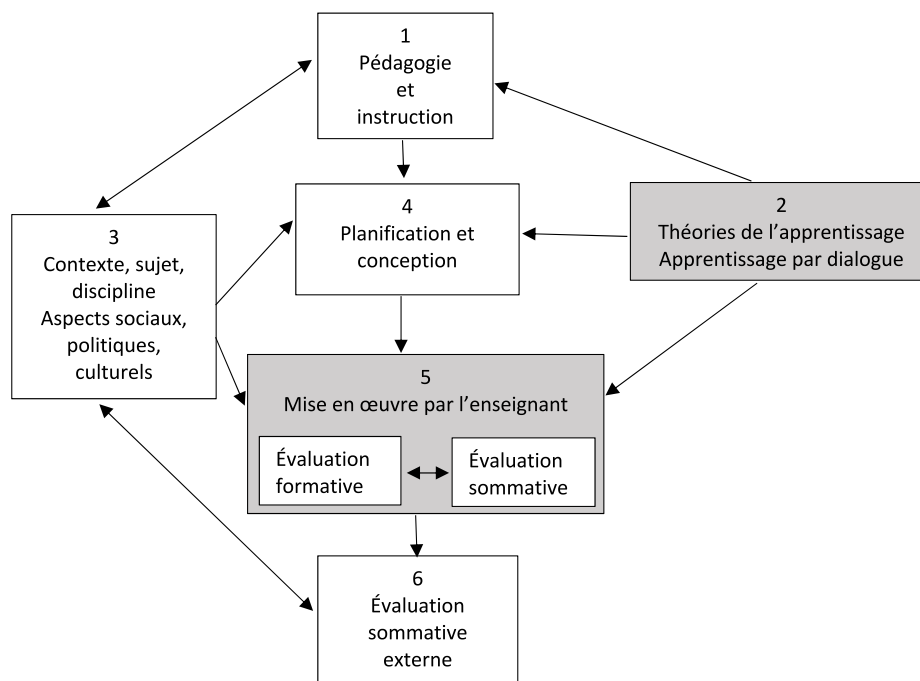 1
Pédagogie
et
instruction
2
Théories de l’apprentissage
Apprentissage par dialogue
3
Contexte, sujet,
discipline
Aspects sociaux,
politiques,
culturels
4
Planification et
conception
5
Mise en œuvre par l’enseignant
Évaluation
formative
Évaluation
sommative
6
Évaluation
sommative
externe